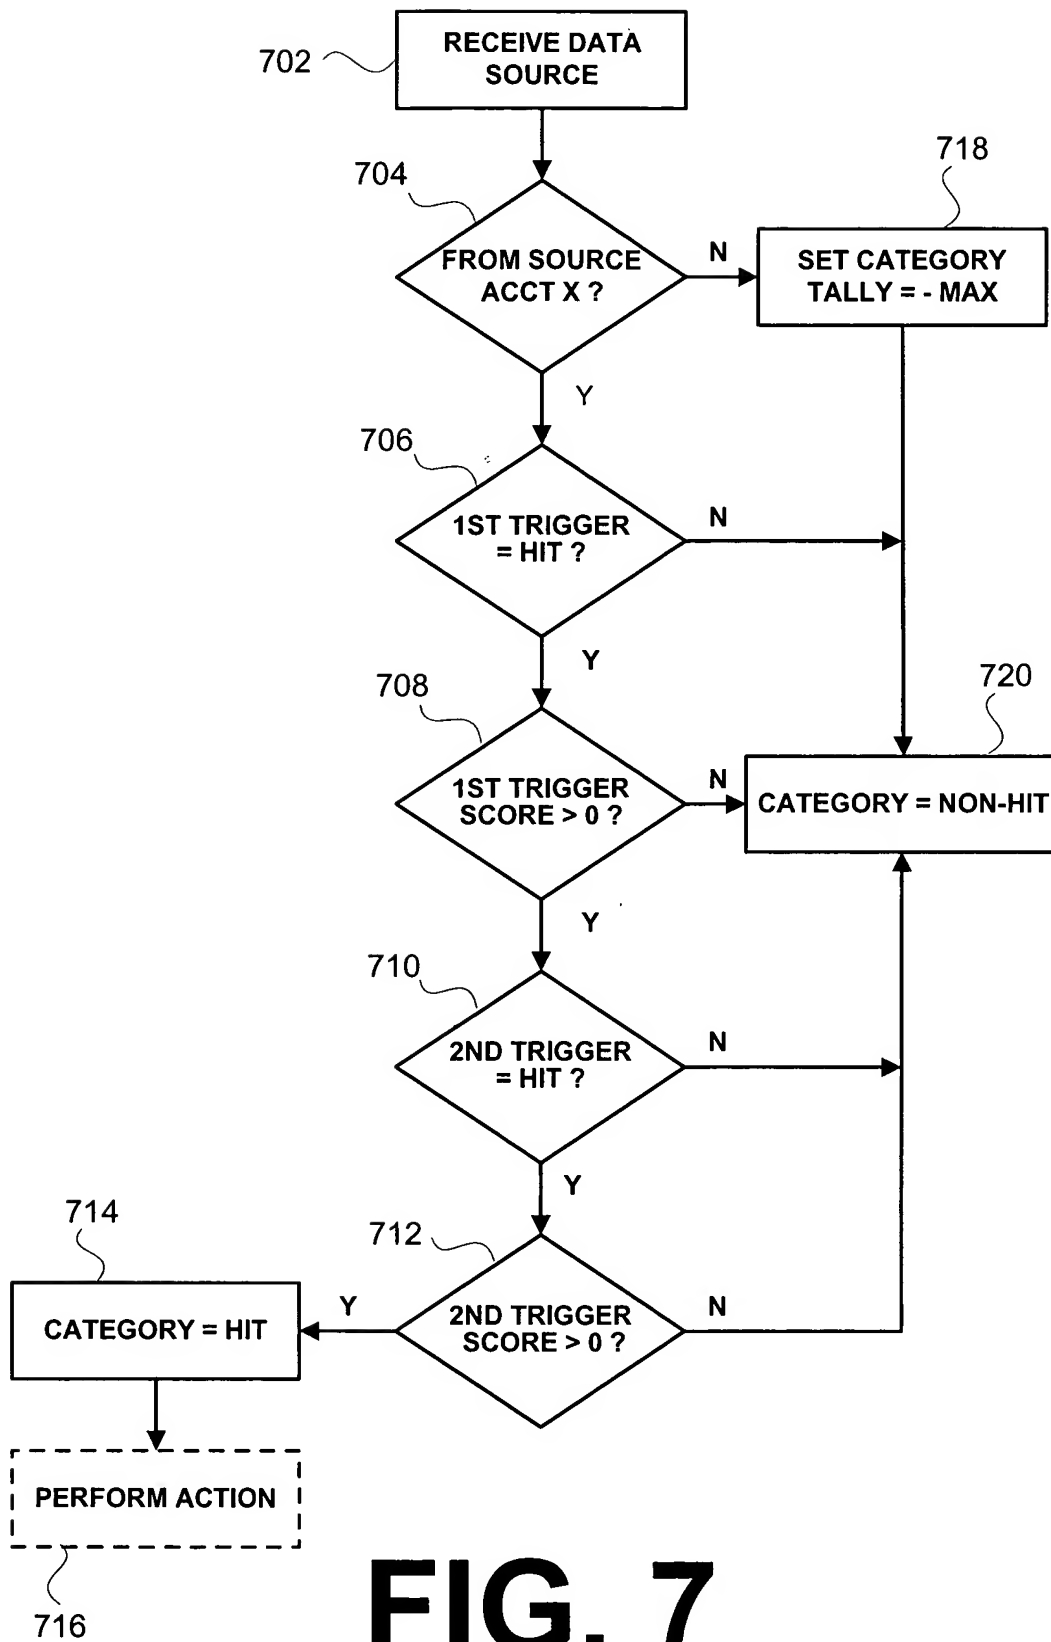 RECEIVE DATA
SOURCE
702
704
FROM SOURCE
ACCT X ?
N
718
SET CATEGORY
TALLY = - MAX
Y
706
1ST TRIGGER
= HIT ?
N
Y
708
1ST TRIGGER
SCORE > 0 ?
N
720
CATEGORY = NON-HIT
Y
710
2ND TRIGGER
= HIT ?
N
Y
712
2ND TRIGGER
SCORE > 0 ?
N
Y
714
CATEGORY = HIT
PERFORM ACTION
716
FIG. 7